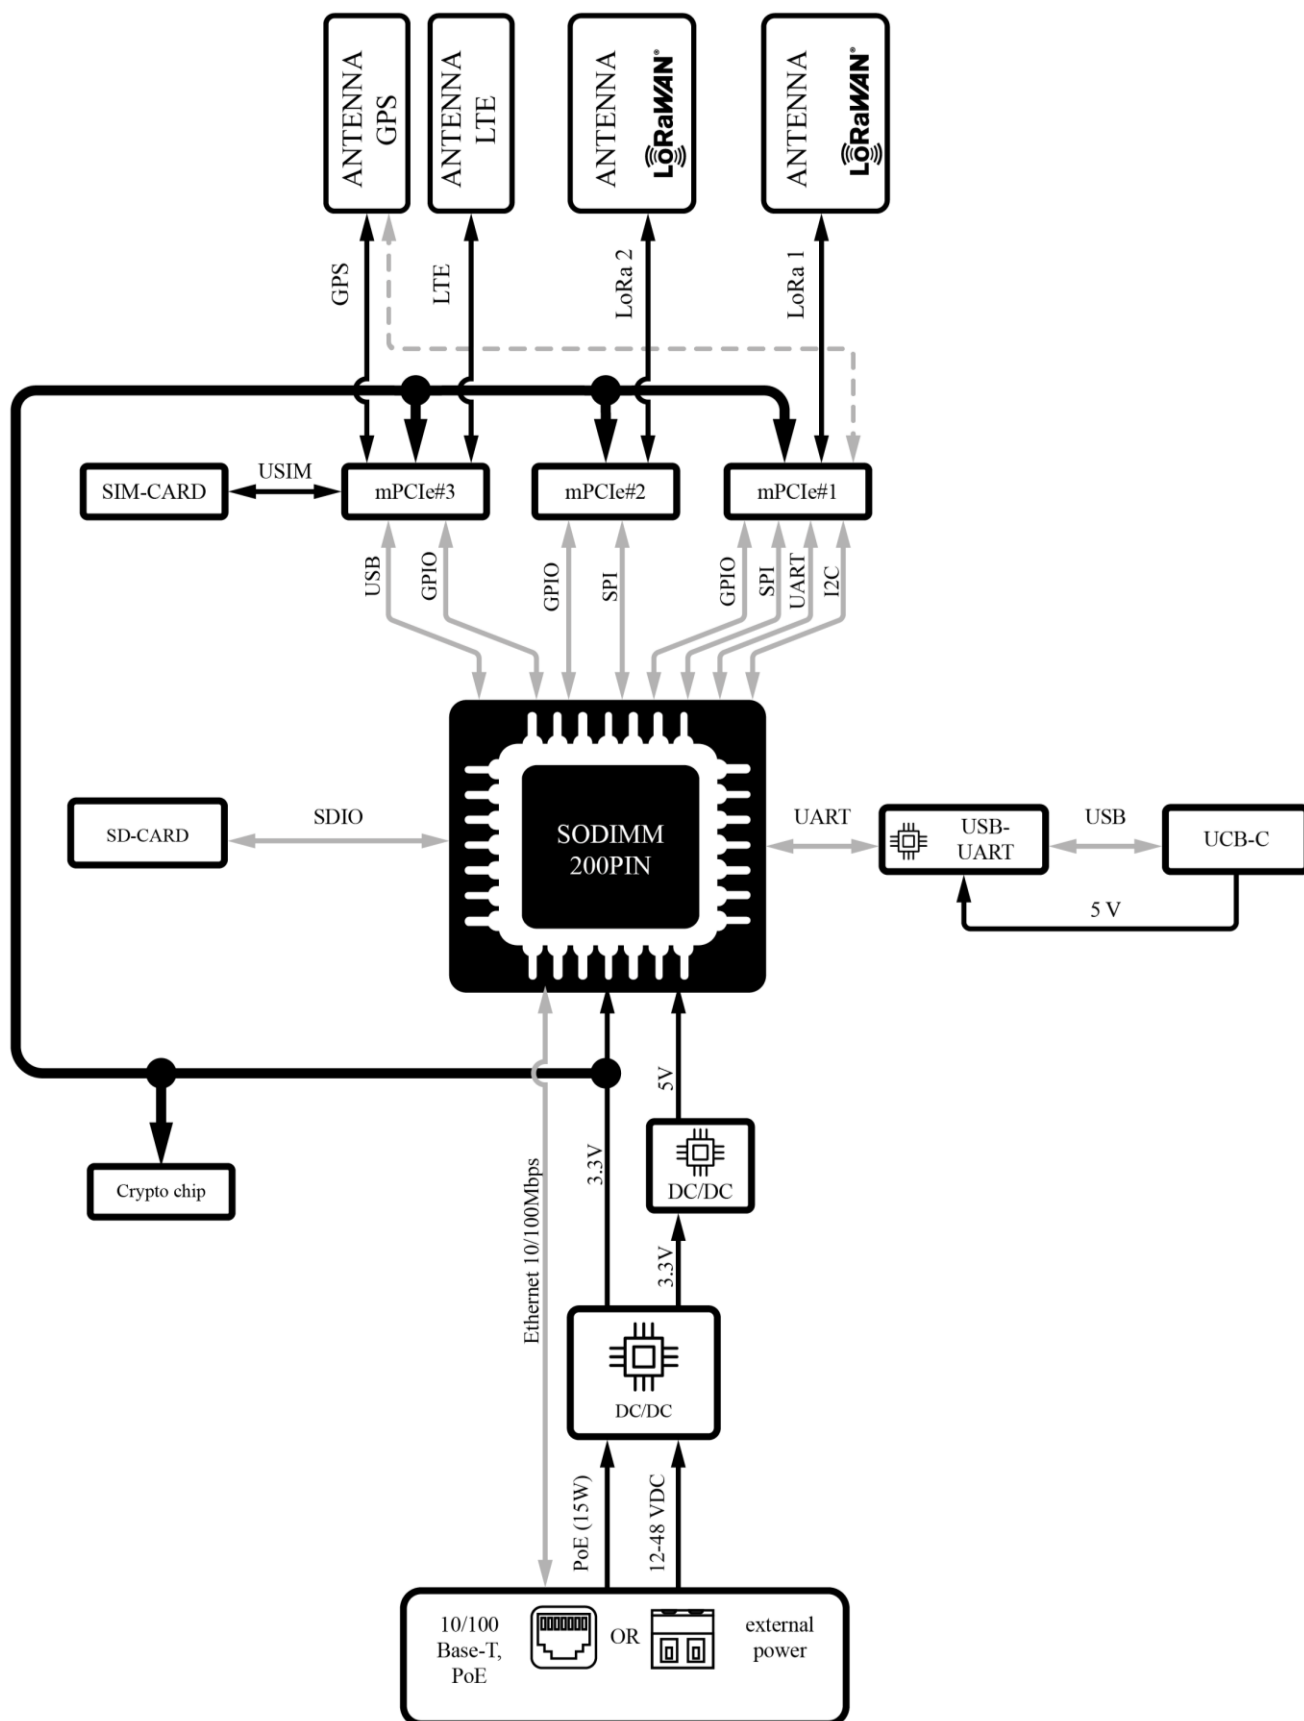 ANTENNA
GPS
ANTENNA
LTE
ANTENNA
LoRaWAN®
ANTENNA
LoRaWAN®
GPS
LTE
LoRa 2
LoRa 1
SIM-CARD
USIM
mPCIe#3
mPCIe#2
mPCIe#1
USB
GPIO
GPIO
SPI
GPIO
SPI
UART
I2C
SD-CARD
SDIO
SODIMM
200PIN
UART
USB-
UART
USB
UCB-C
5 V
Crypto chip
Ethernet 10/100Mbps
3.3V
5V
DC/DC
3.3V
DC/DC
PoE (15W)
12-48 VDC
10/100
Base-T,
PoE
OR
external
power